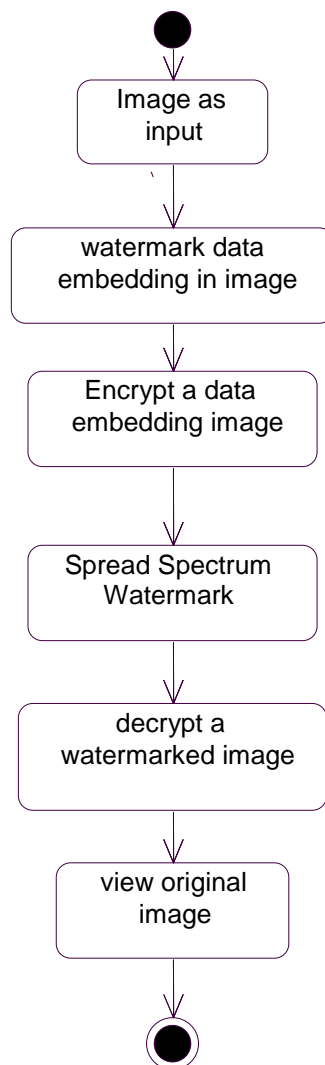 Image as
input
watermark data
embedding in image
Encrypt a data
embedding image
Spread Spectrum
Watermark
decrypt a
watermarked image
view original
image